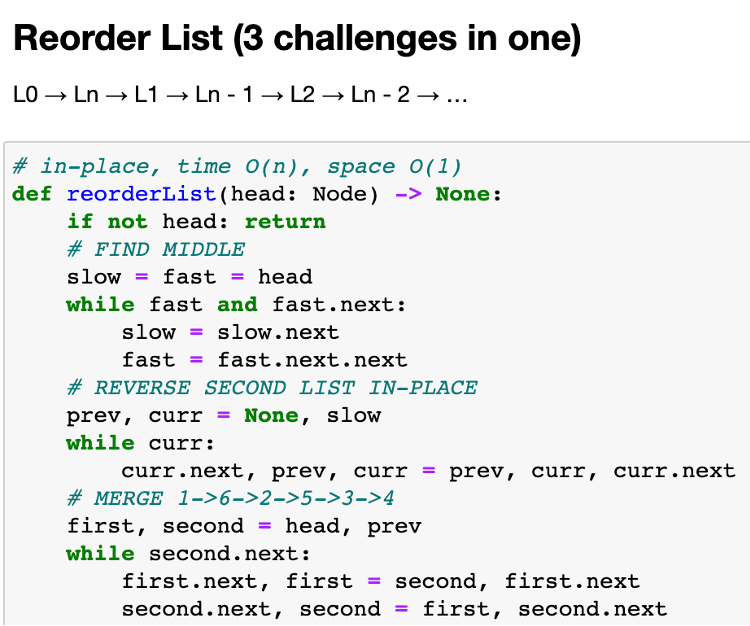 Reorder List (3 challenges in one)
L0 → Ln → L1 → Ln - 1 → L2 → Ln - 2 → …
# in-place, time O(n), space O(1)
def reorderList(head: Node) -> None:
    if not head: return
    # FIND MIDDLE
    slow = fast = head
    while fast and fast.next:
        slow = slow.next
        fast = fast.next.next
    # REVERSE SECOND LIST IN-PLACE
    prev, curr = None, slow
    while curr:
        curr.next, prev, curr = prev, curr, curr.next
    # MERGE 1->6->2->5->3->4
    first, second = head, prev
    while second.next:
        first.next, first = second, first.next
        second.next, second = first, second.next